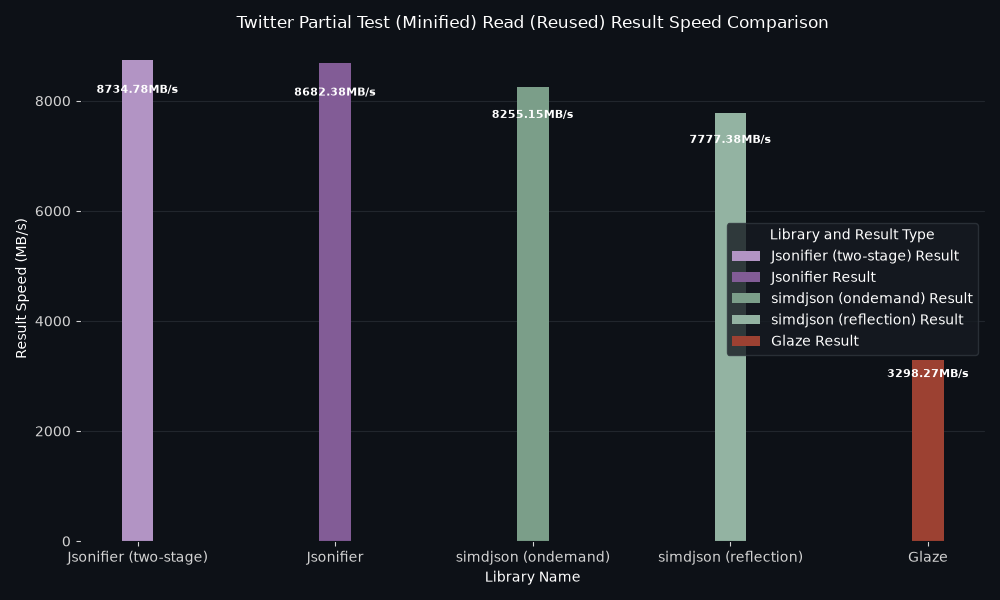 Twitter Partial Test (Minified) Read (Reused) Result Speed Comparison
8734.78MB/s
8682.38MB/s
8255.15MB/s
7777.38MB/s
3298.27MB/s
Result Speed (MB/s)
8000
6000
4000
2000
0
Library and Result Type
Jsonifier (two-stage) Result
Jsonifier Result
simdjson (ondemand) Result
simdjson (reflection) Result
Glaze Result
Jsonifier (two-stage)
Jsonifier
simdjson (ondemand)
simdjson (reflection)
Glaze
Library Name